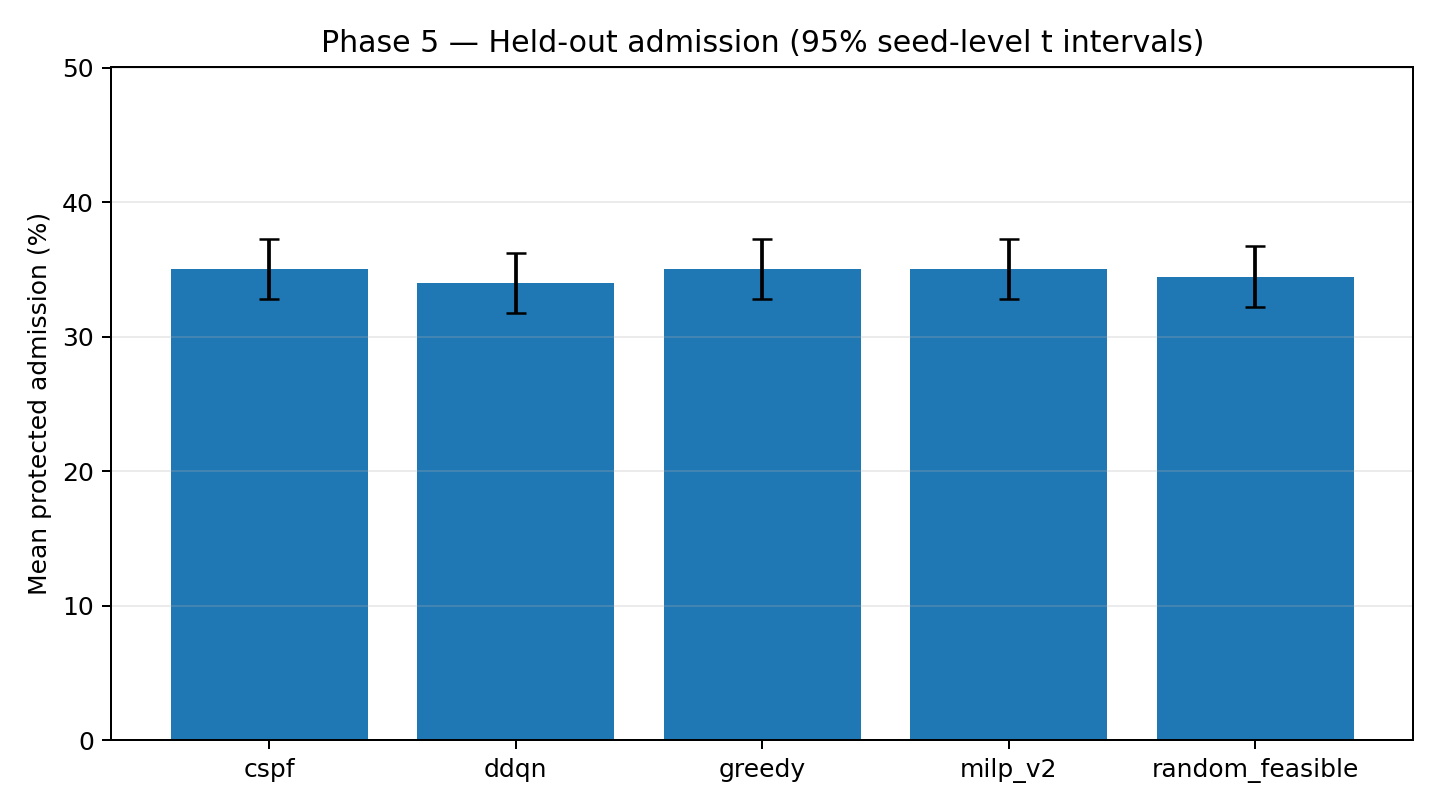 Phase 5 — Held-out admission (95% seed-level t intervals)
Mean protected admission (%)
50
40
30
20
10
0
cspf ddqn greedy milp_v2 random_feasible